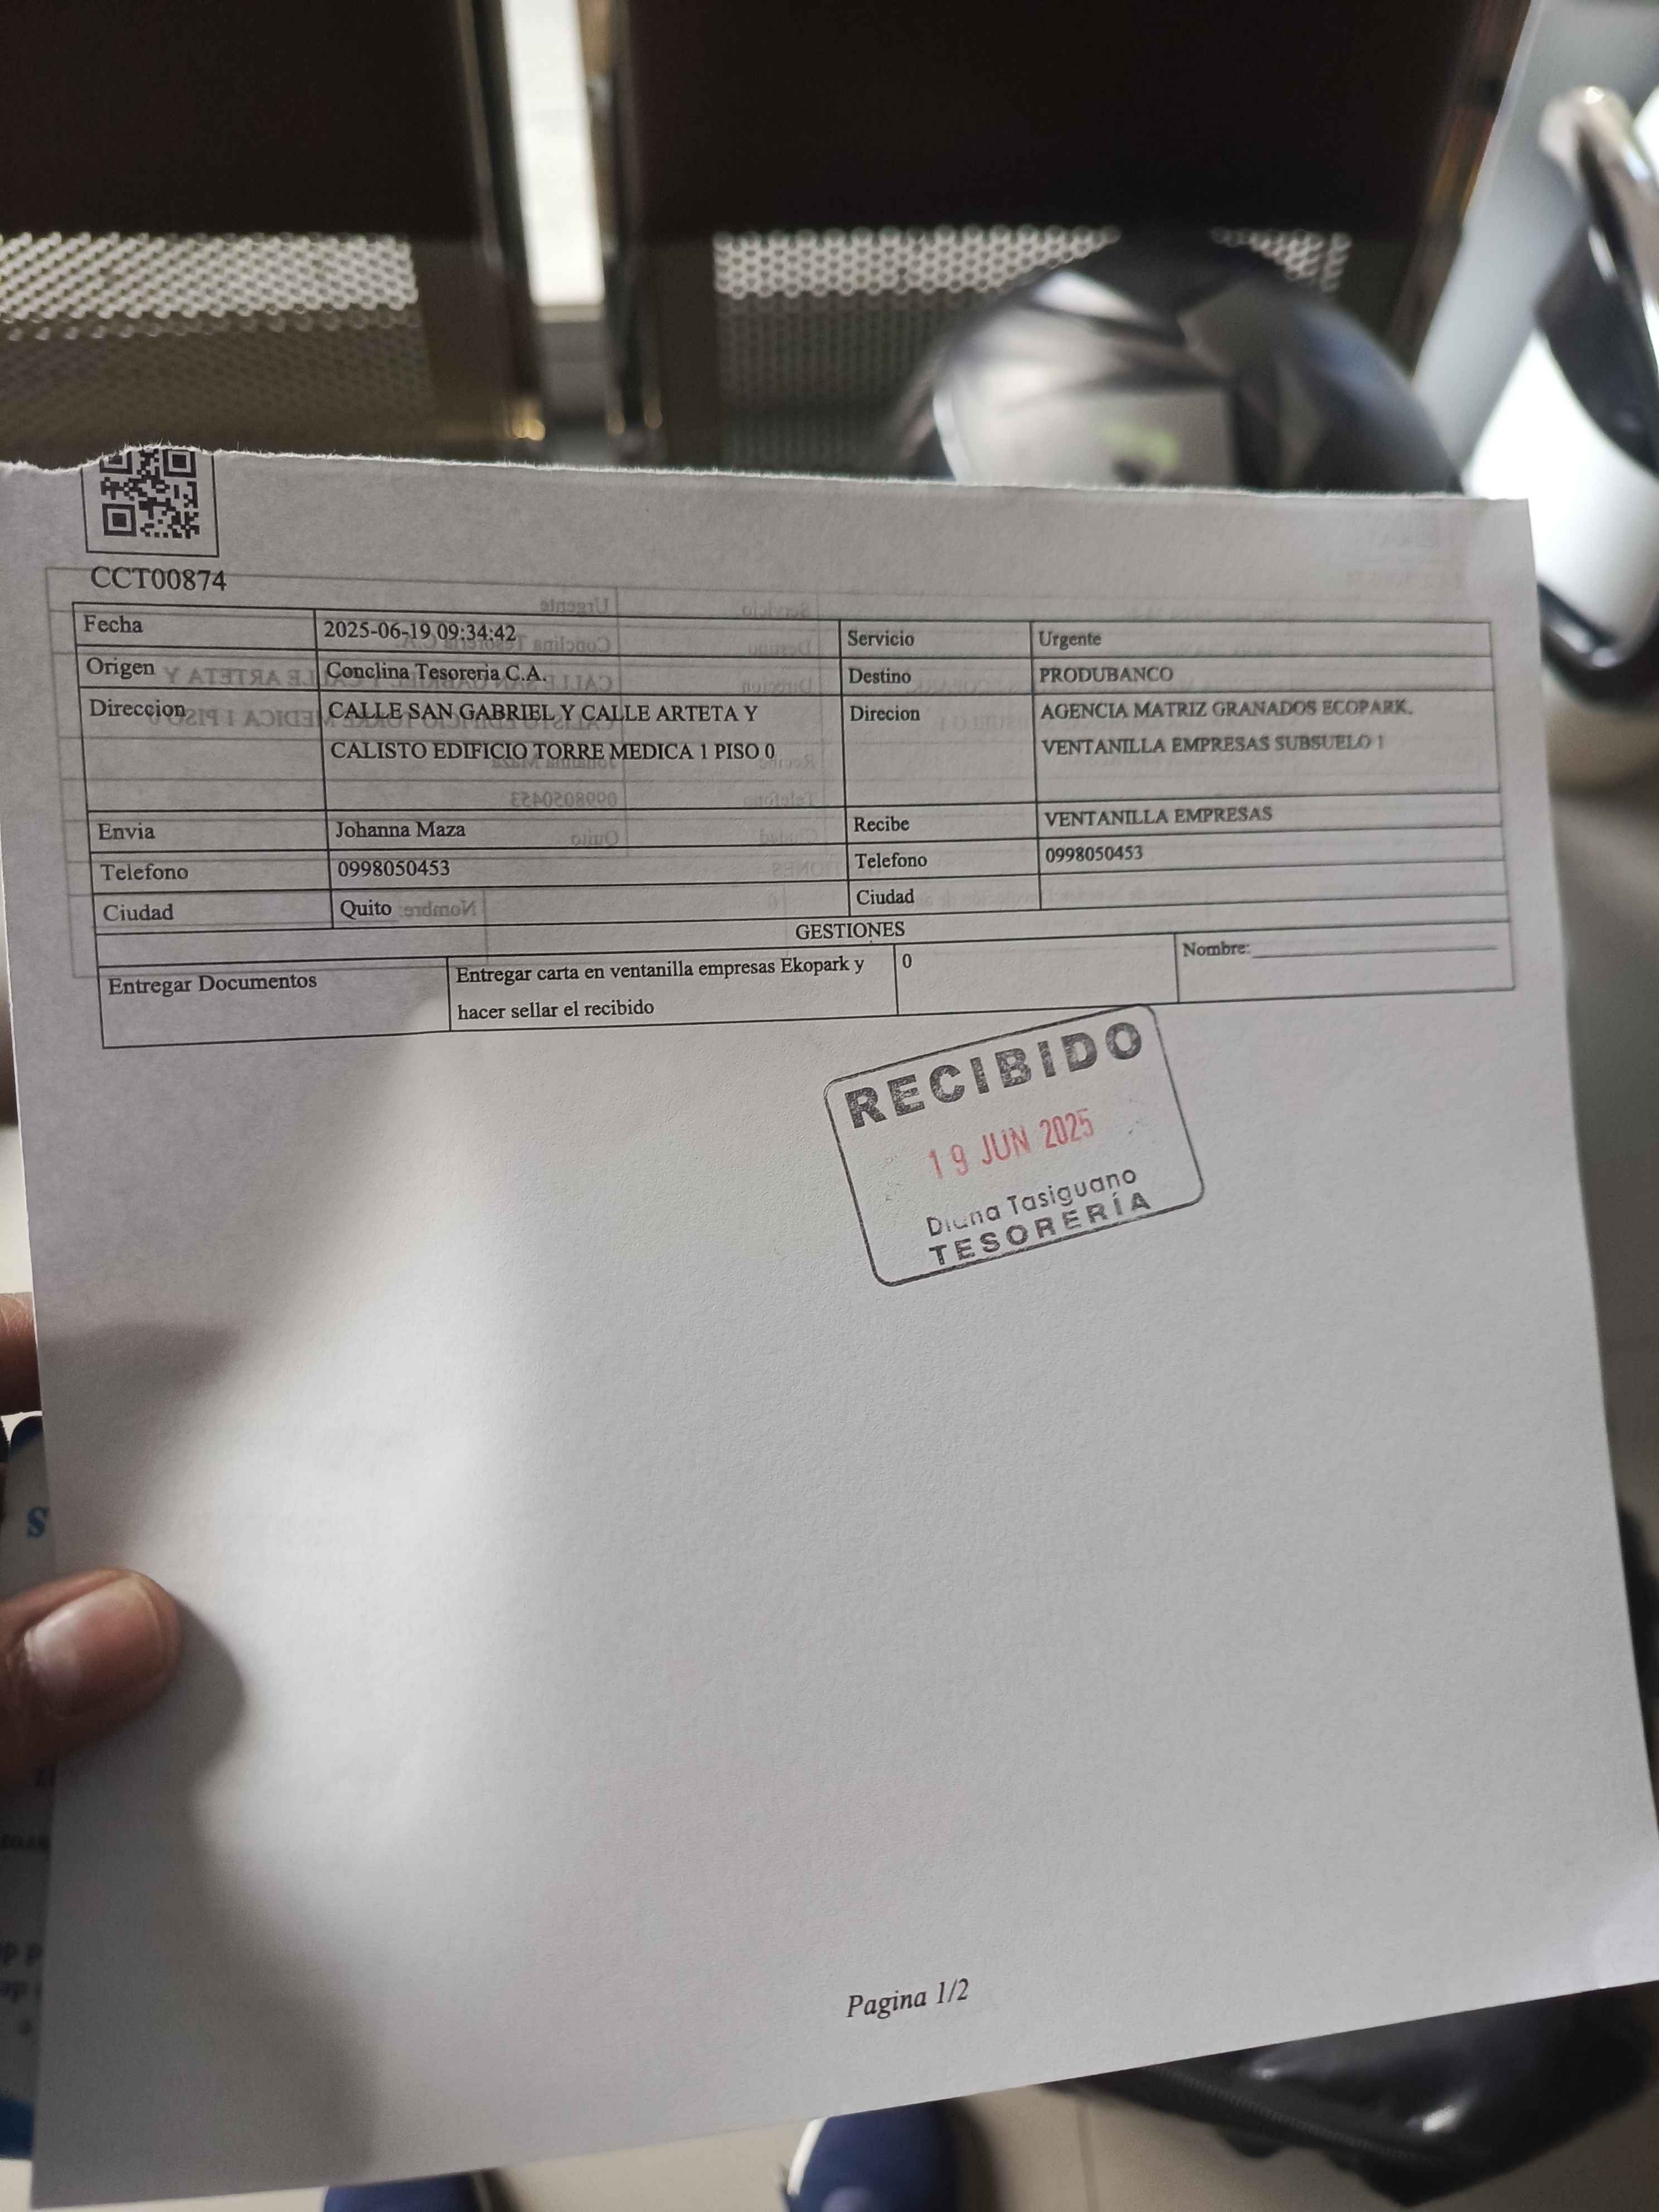 CCT00874
Fecha 2025-06-19 09:34:42 Servicio Urgente
Origen Conclina Tesoreria C.A. Destino PRODUBANCO
Direccion CALLE SAN GABRIEL Y CALLE ARTETA Y Direcion AGENCIA MATRIZ GRANADOS ECOPARK.
CALISTO EDIFICIO TORRE MEDICA 1 PISO 0 VENTANILLA EMPRESAS SUBSUELO 1
Envia Johanna Maza Recibe VENTANILLA EMPRESAS
Telefono 0998050453 Telefono 0998050453
Ciudad Quito Ciudad
GESTIONES
Entregar Documentos Entregar carta en ventanilla empresas Ekopark y 0 Nombre:
hacer sellar el recibido
RECIBIDO
19 JUN 2025
Diana Tasiguano
TESORERÍA
S
Pagina 1/2